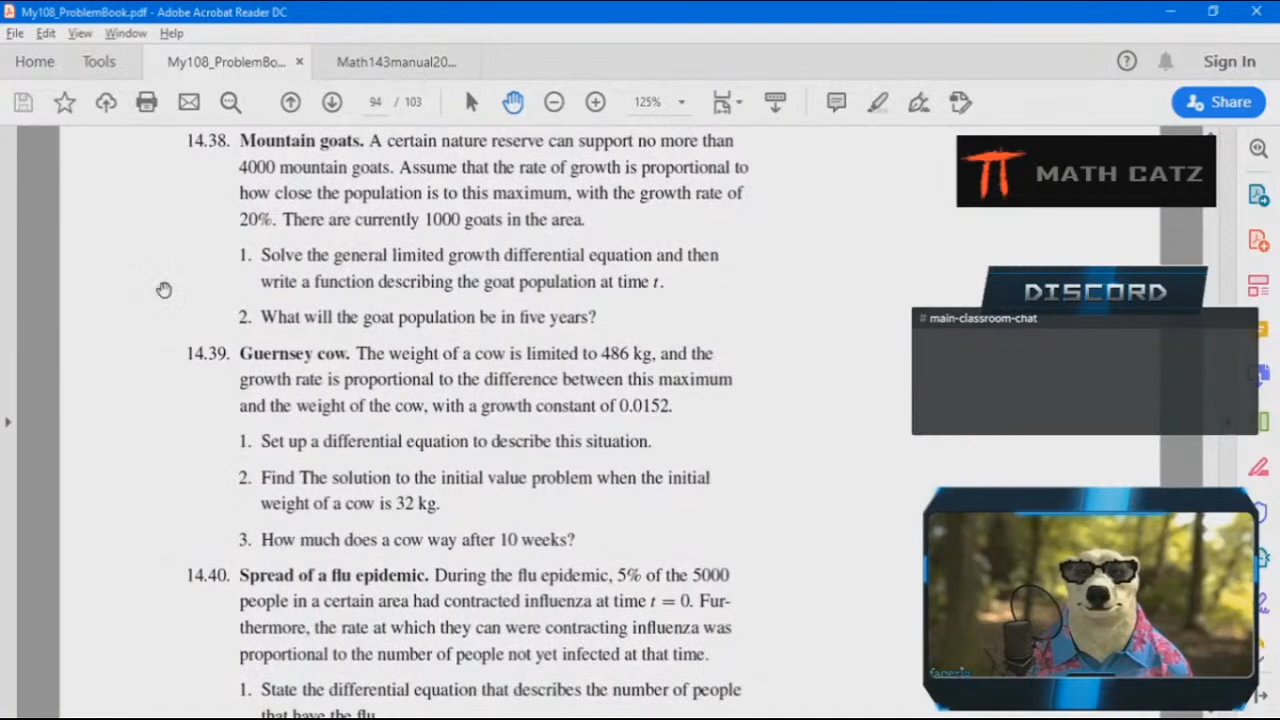 My108_ProblemBook.pdf - Adobe Acrobat Reader DC
File Edit View Window Help
Home Tools My108_ProblemBo... × Math143manual20... Sign In
94 / 103 125% Share
14.38. Mountain goats. A certain nature reserve can support no more than
4000 mountain goats. Assume that the rate of growth is proportional to
how close the population is to this maximum, with the growth rate of
20%. There are currently 1000 goats in the area.
1. Solve the general limited growth differential equation and then
write a function describing the goat population at time t.
2. What will the goat population be in five years?
14.39. Guernsey cow. The weight of a cow is limited to 486 kg, and the
growth rate is proportional to the difference between this maximum
and the weight of the cow, with a growth constant of 0.0152.
1. Set up a differential equation to describe this situation.
2. Find The solution to the initial value problem when the initial
weight of a cow is 32 kg.
3. How much does a cow way after 10 weeks?
14.40. Spread of a flu epidemic. During the flu epidemic, 5% of the 5000
people in a certain area had contracted influenza at time t = 0. Fur-
thermore, the rate at which they can were contracting influenza was
proportional to the number of people not yet infected at that time.
1. State the differential equation that describes the number of people
that have the flu
MATH CATZ
DISCORD
# main-classroom-chat
facerig